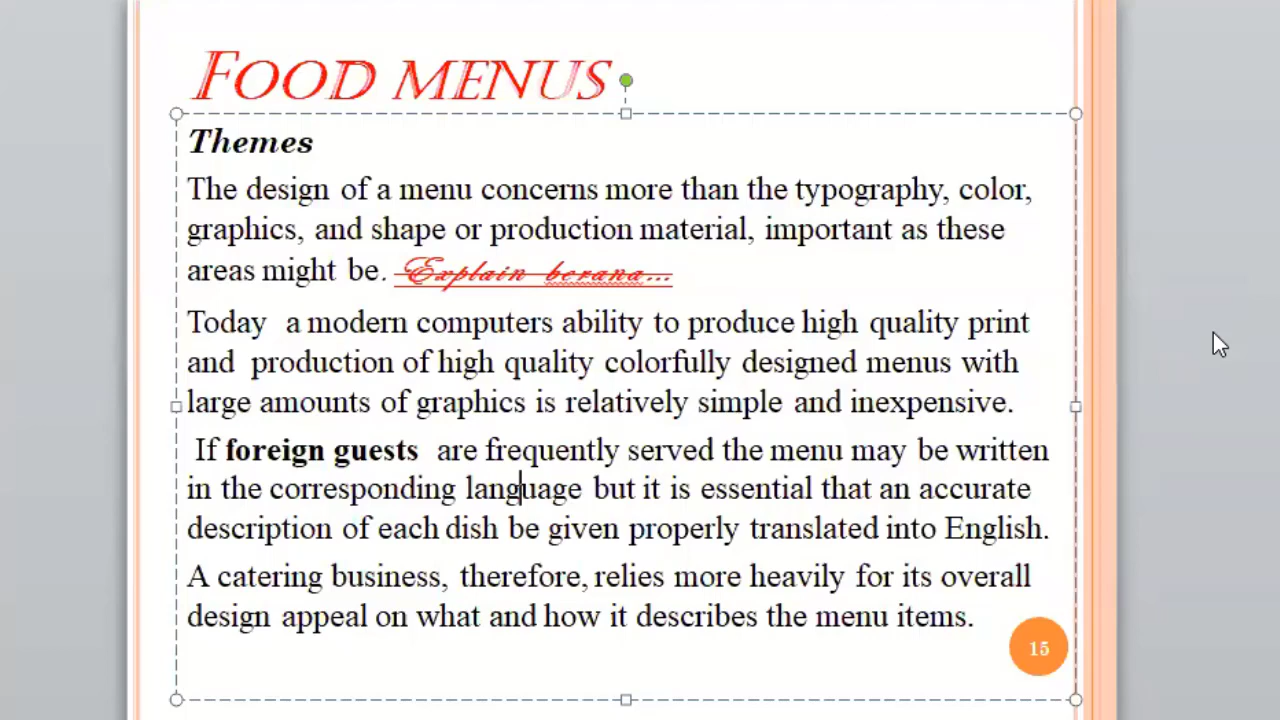 FOOD MENUS
Themes
The design of a menu concerns more than the typography, color,
graphics, and shape or production material, important as these
areas might be. Explain berana...
Today a modern computers ability to produce high quality print
and production of high quality colorfully designed menus with
large amounts of graphics is relatively simple and inexpensive.
If foreign guests are frequently served the menu may be written
in the corresponding language but it is essential that an accurate
description of each dish be given properly translated into English.
A catering business, therefore, relies more heavily for its overall
design appeal on what and how it describes the menu items.
15